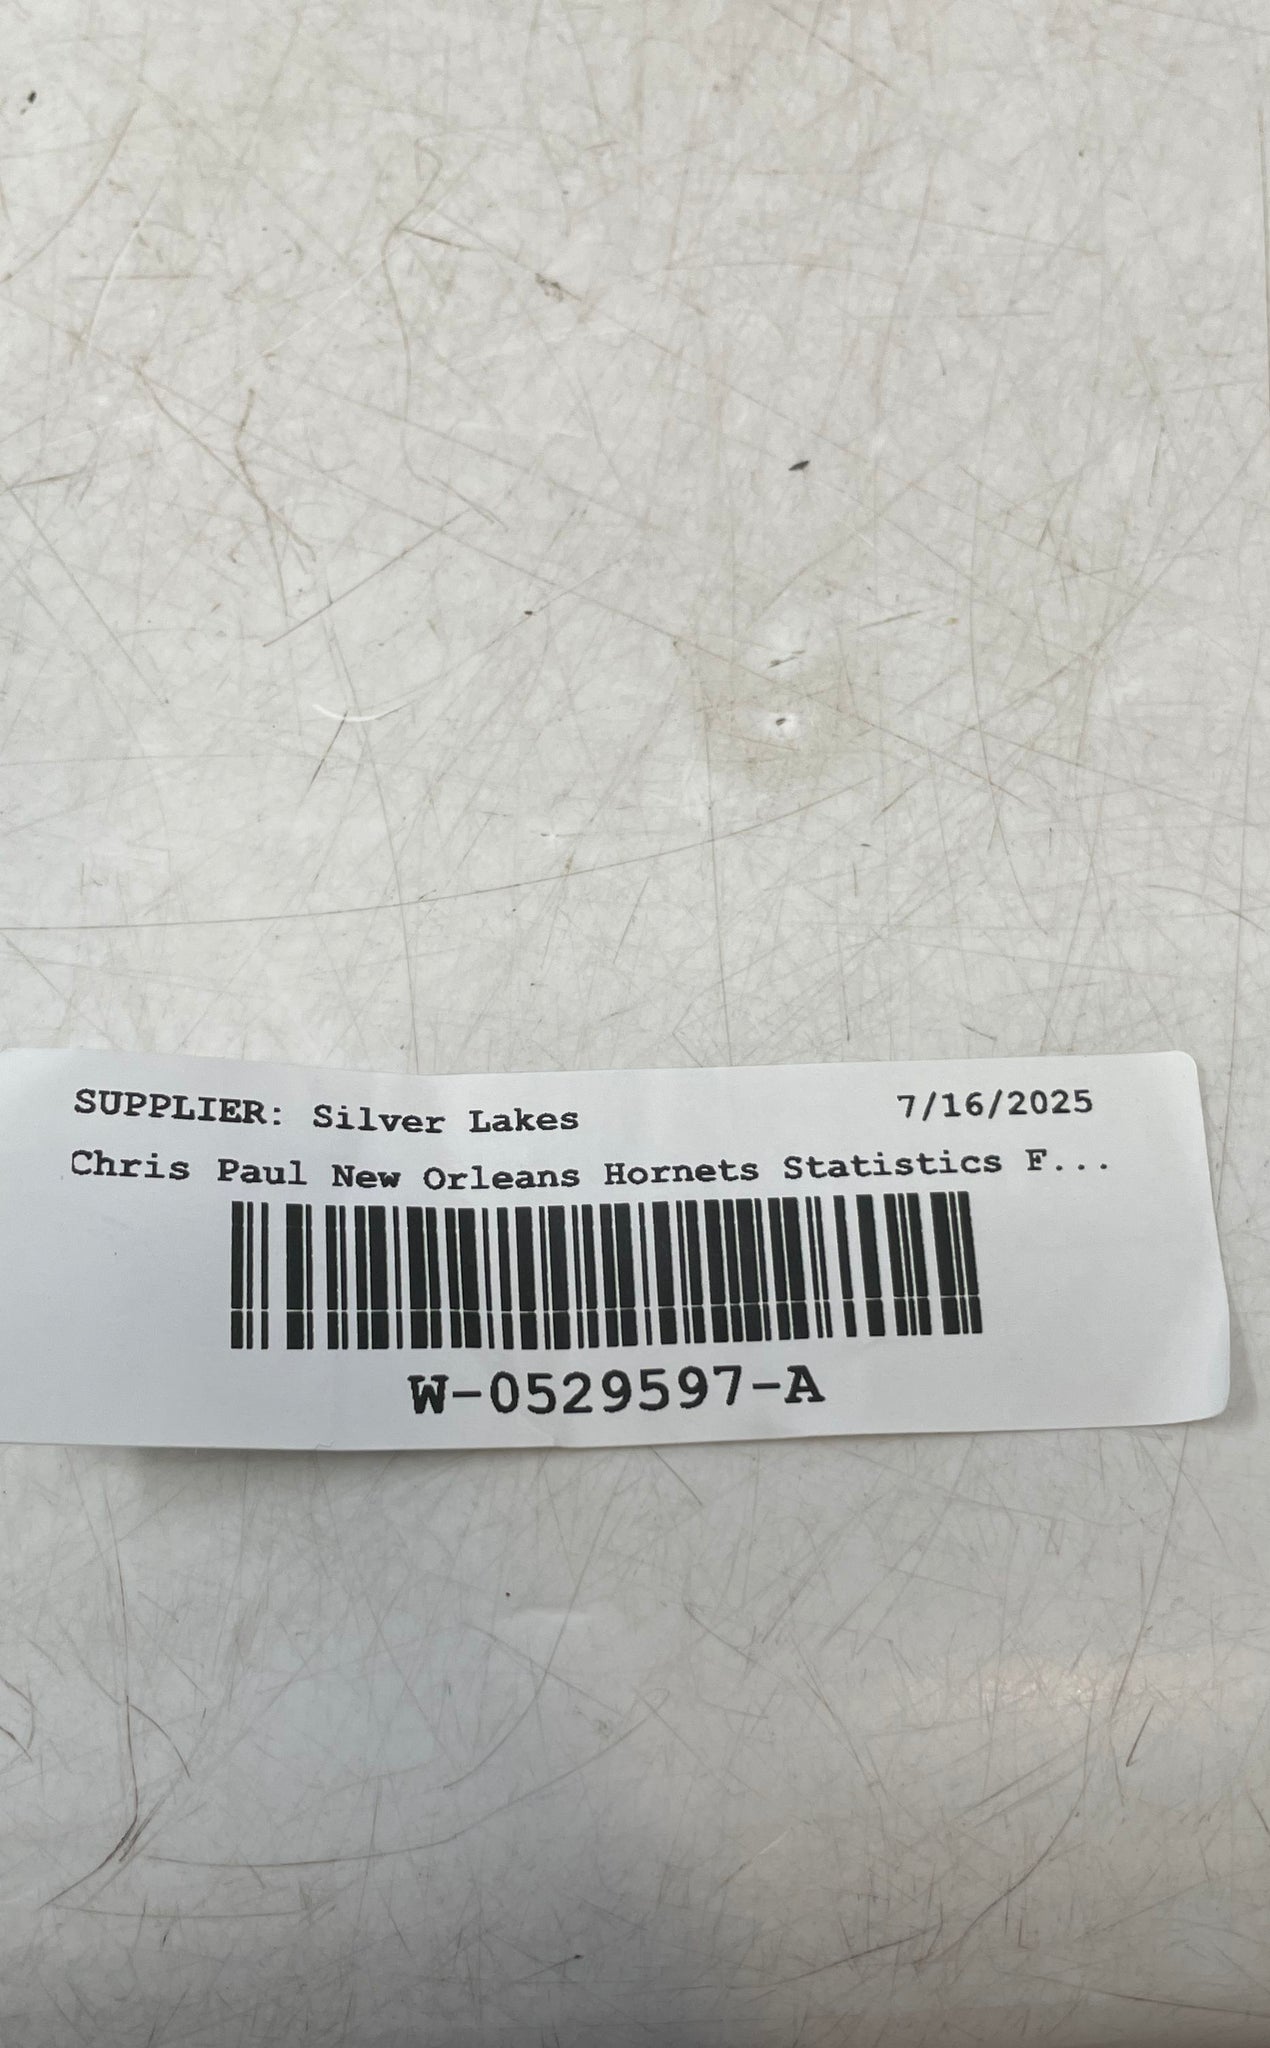 SUPPLIER: Silver Lakes 7/16/2025
Chris Paul New Orleans Hornets Statistics F...
W-0529597-A